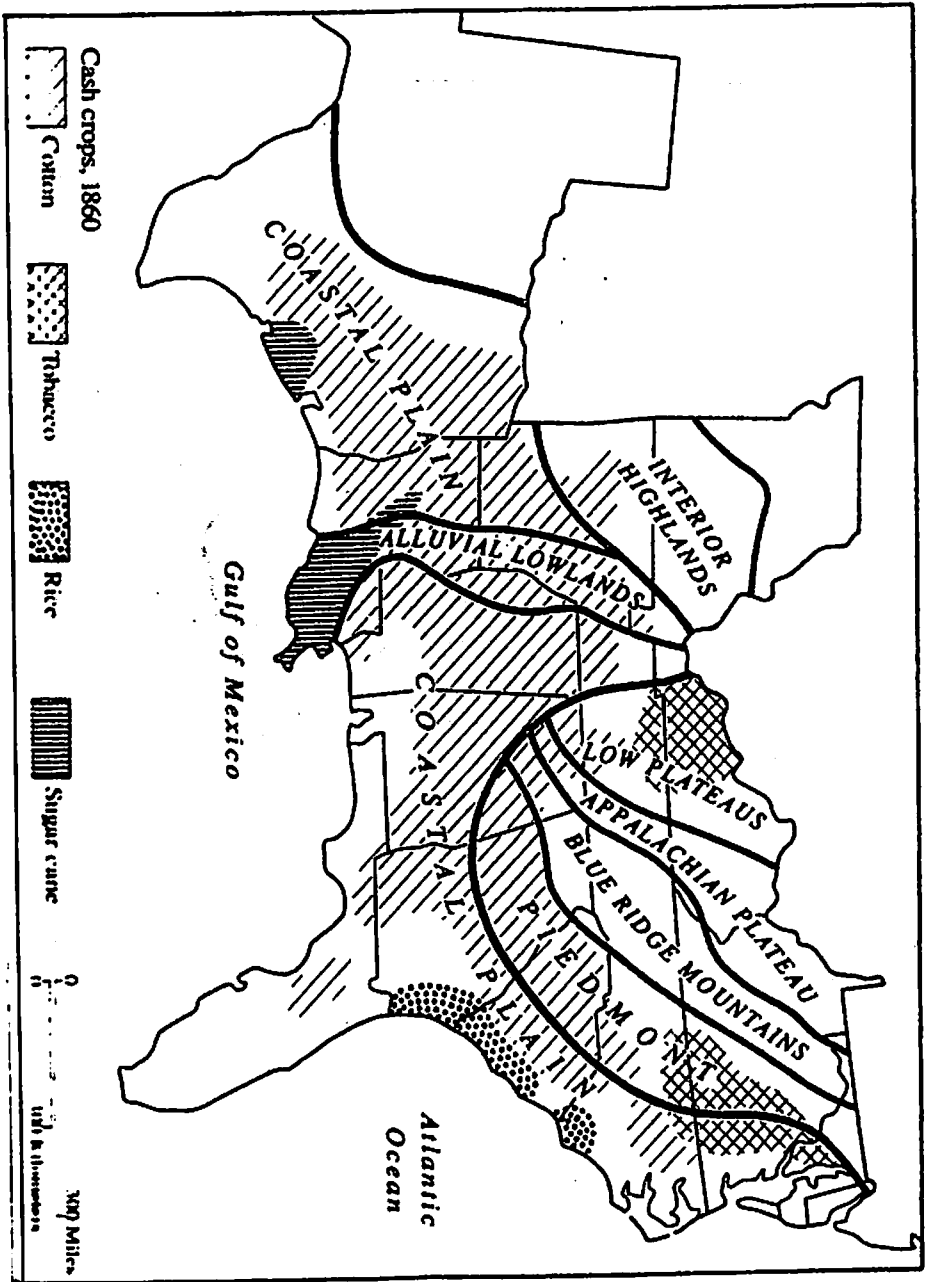 INTERIOR
HIGHLANDS
LOW PLATEAUS
APPALACHIAN PLATEAU
BLUE RIDGE MOUNTAINS
PIEDMONT
COASTAL PLAIN
ALLUVIAL LOWLANDS
COASTAL PLAIN
Atlantic
Ocean
Gulf of Mexico
Cash crops, 1860
Cotton
Tobacco
Rice
Sugar cane
0
300 Miles
0